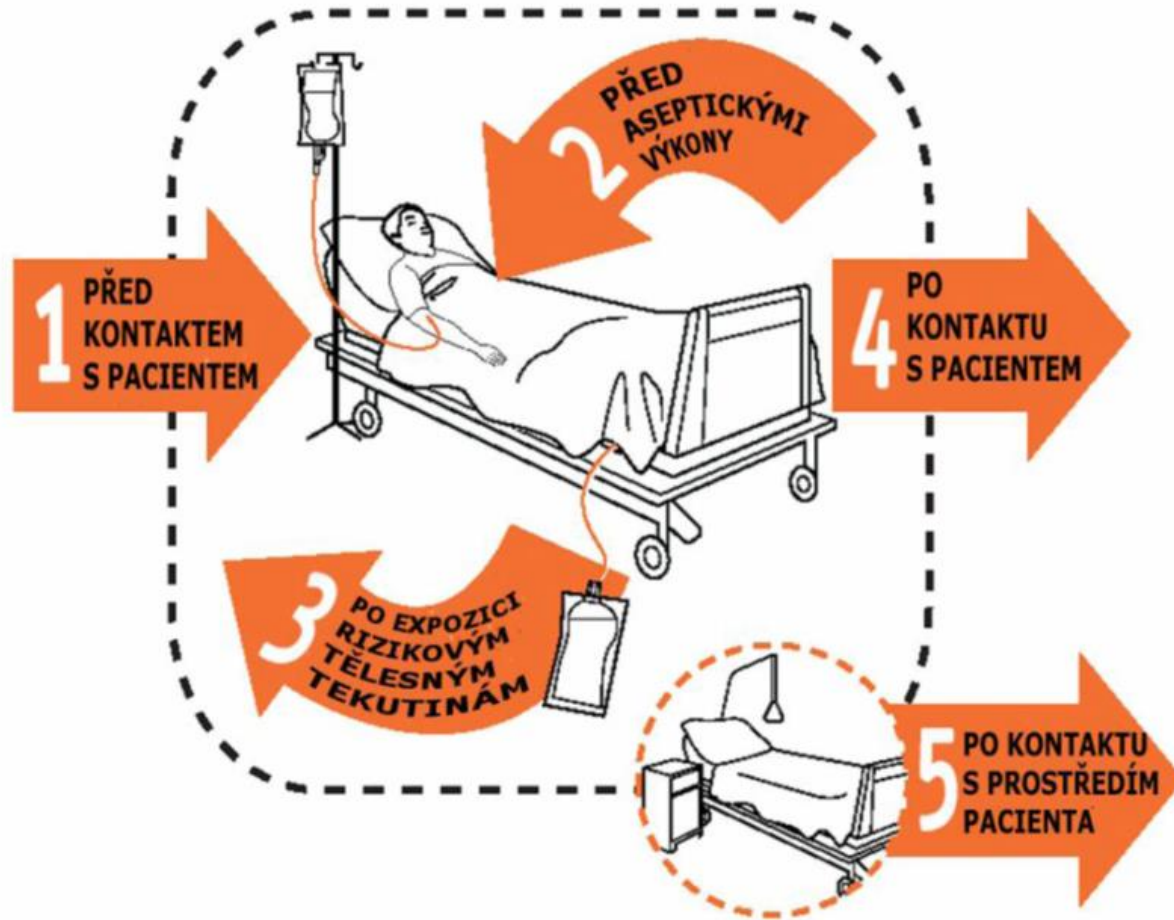 1
PŘED
KONTAKTEM
S PACIENTEM
2
PŘED
ASEPTICKÝMI
VÝKONY
3
PO EXPOZICI
RIZIKOVÝM
TĚLESNÝM
TEKUTINÁM
4
PO
KONTAKTU
S PACIENTEM
5
PO KONTAKTU
S PROSTŘEDÍM
PACIENTA